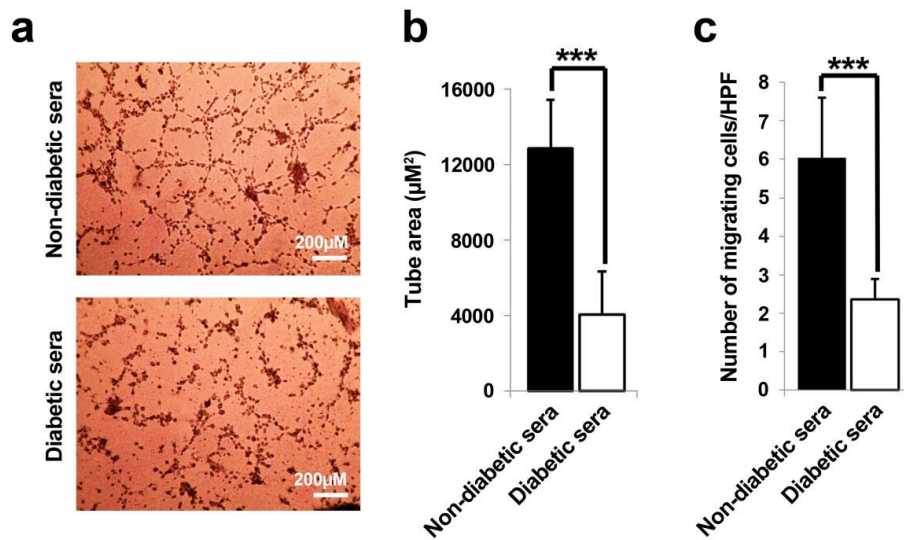 a
Non-diabetic sera
200µM
Diabetic sera
200µM
b
***
Tube area (µM²)
16000
12000
8000
4000
0
Non-diabetic sera
Diabetic sera
c
***
Number of migrating cells/HPF
8
7
6
5
4
3
2
1
0
Non-diabetic sera
Diabetic sera